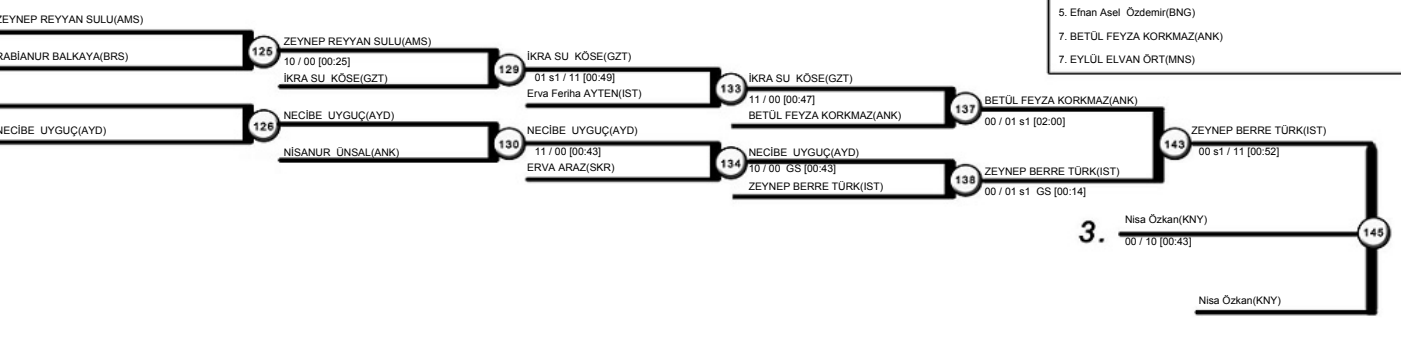 5. Efnan Asel Özdemir(BNG)
7. BETÜL FEYZA KORKMAZ(ANK)
7. EYLÜL ELVAN ÖRT(MNS)
ZEYNEP REYYAN SULU(AMS)
RABİANUR BALKAYA(BRS)
125
ZEYNEP REYYAN SULU(AMS)
10 / 00 [00:25]
İKRA SU KÖSE(GZT)
129
İKRA SU KÖSE(GZT)
01 s1 / 11 [00:49]
Erva Feriha AYTEN(IST)
133
İKRA SU KÖSE(GZT)
11 / 00 [00:47]
BETÜL FEYZA KORKMAZ(ANK)
137
BETÜL FEYZA KORKMAZ(ANK)
00 / 01 s1 [02:00]
NECİBE UYGUÇ(AYD)
126
NECİBE UYGUÇ(AYD)
NİSANUR ÜNSAL(ANK)
130
NECİBE UYGUÇ(AYD)
11 / 00 [00:43]
ERVA ARAZ(SKR)
134
NECİBE UYGUÇ(AYD)
10 / 00 GS [00:43]
ZEYNEP BERRE TÜRK(IST)
138
ZEYNEP BERRE TÜRK(IST)
00 / 01 s1 GS [00:14]
143
ZEYNEP BERRE TÜRK(IST)
00 s1 / 11 [00:52]
3.
Nisa Özkan(KNY)
00 / 10 [00:43]
145
Nisa Özkan(KNY)